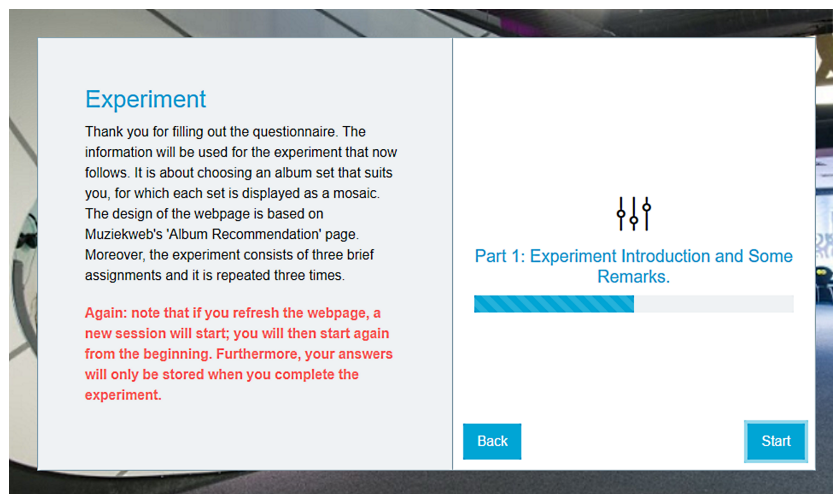 Experiment
Thank you for filling out the questionnaire. The
information will be used for the experiment that now
follows. It is about choosing an album set that suits
you, for which each set is displayed as a mosaic.
The design of the webpage is based on
Muziekweb's 'Album Recommendation' page.
Moreover, the experiment consists of three brief
assignments and it is repeated three times.
Again: note that if you refresh the webpage, a
new session will start; you will then start again
from the beginning. Furthermore, your answers
will only be stored when you complete the
experiment.
Part 1: Experiment Introduction and Some
Remarks.
Back
Start